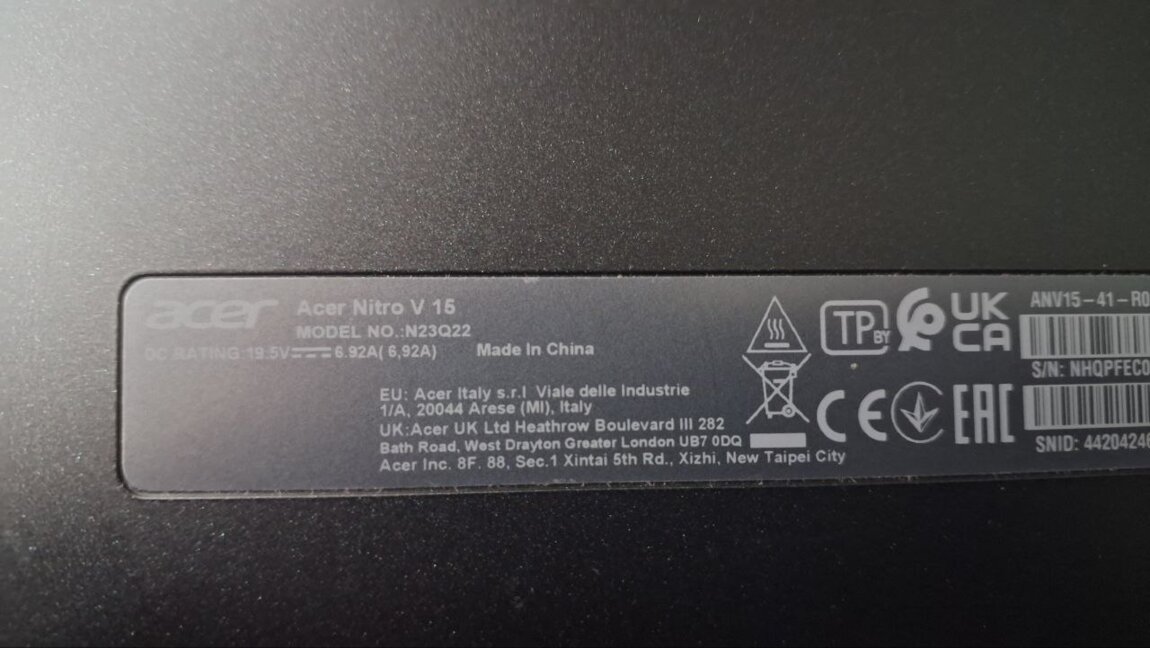 acer
Acer Nitro V 15
MODEL NO.:N23Q22
DC RATING 19.5V 6.92A( 6,92A)
Made In China
EU: Acer Italy s.r.l Viale delle Industrie
1/A, 20044 Arese (MI), Italy
UK:Acer UK Ltd Heathrow Boulevard III 282
Bath Road, West Drayton Greater London UB7 0DQ
Acer Inc. 8F. 88, Sec.1 Xintai 5th Rd., Xizhi, New Taipei City
TP BY
UK
CA
CE
EAC
ANV15-41-R0
S/N: NHQPFEC0
SNID: 44204246